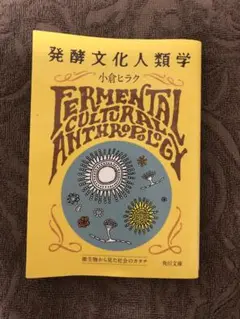 発酵文化人類学
小倉ヒラク
FERMENTAL
CULTURAL
ANTHROPOLOGY
微生物から見た社会のカタチ
角川文庫